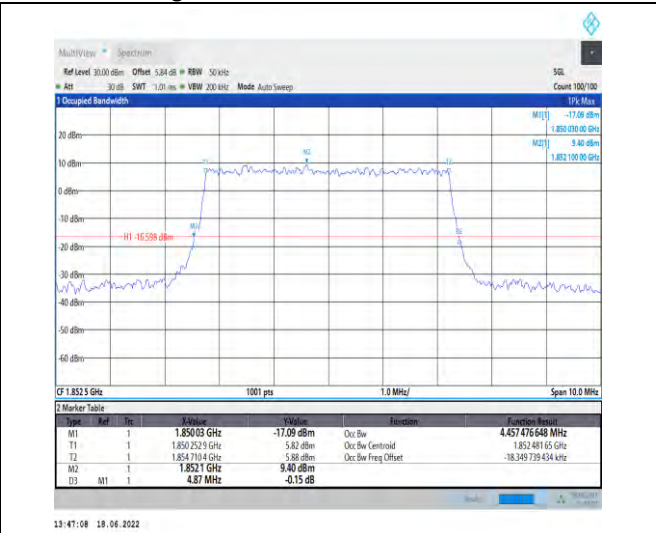 MultiView Spectrum
Ref Level 30.00 dBm Offset 5.84 dB RBW 50 kHz SGL
Att 30 dB SWT 1.01 ms VBW 200 kHz Mode Auto Sweep Count 100/100
1 Occupied Bandwidth 1Pk Max
M1[1] -17.09 dBm
1.850 030 00 GHz
M2[1] 9.40 dBm
1.852 100 00 GHz
20 dBm
M2
10 dBm
0 dBm
-10 dBm
H1 -16.598 dBm
-20 dBm
-30 dBm
-40 dBm
-50 dBm
-60 dBm
CF 1.852 5 GHz 1001 pts 1.0 MHz/ Span 10.0 MHz
2 Marker Table
Type Ref Trc X-Value Y-Value Function Function Result
M1 1 1.85003 GHz -17.09 dBm Occ Bw 4.457 476 648 MHz
T1 1 1.850 252 9 GHz 5.82 dBm Occ Bw Centroid 1.852 481 65 GHz
T2 1 1.854 710 4 GHz 5.88 dBm Occ Bw Freq Offset -18.349 739 434 kHz
M2 1 1.8521 GHz 9.40 dBm
D3 M1 1 4.87 MHz -0.15 dB
13:47:08 18.06.2022